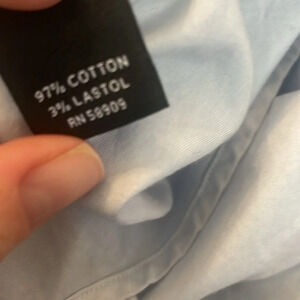 97% COTTON
3% LASTOL
RN 58909